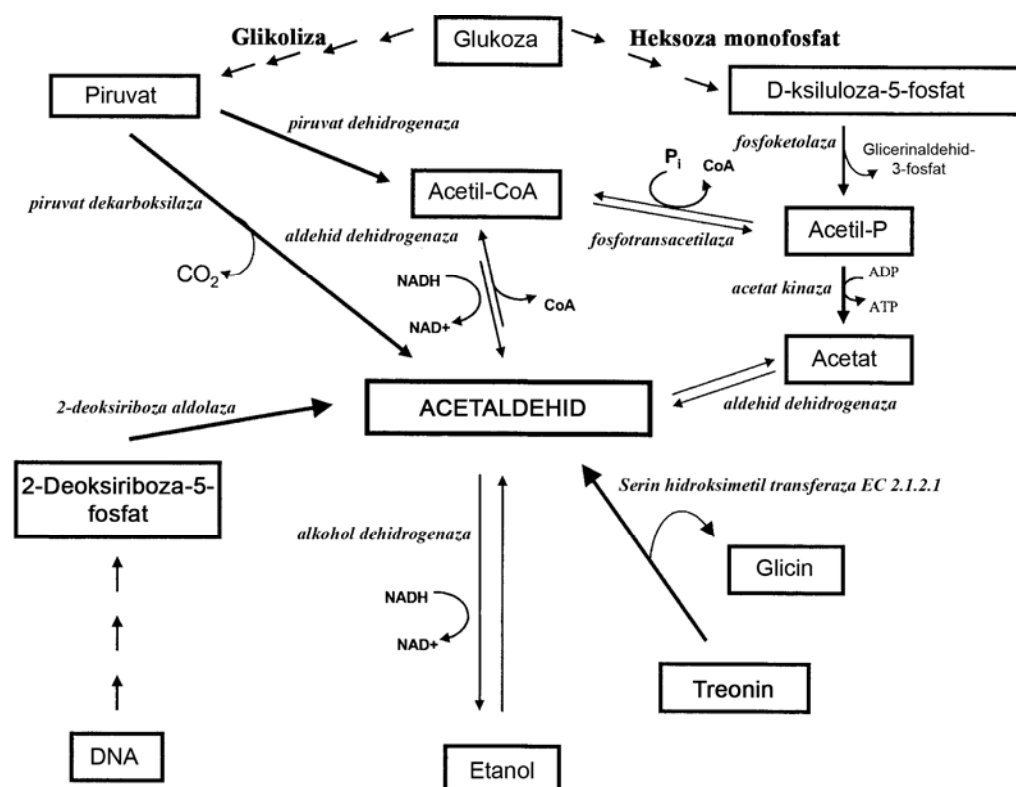 Glikoliza
Glukoza
Heksoza monofosfat
Piruvat
D-ksiluloza-5-fosfat
piruvat dehidrogenaza
fosfoketolaza
Glicerinaldehid-
3-fosfat
Pi
CoA
Acetil-CoA
piruvat dekarboksilaza
aldehid dehidrogenaza
fosfotransacetilaza
Acetil-P
CO2
NADH
CoA
NAD+
acetat kinaza
ADP
ATP
Acetat
2-deoksiriboza aldolaza
ACETALDEHID
aldehid dehidrogenaza
2-Deoksiriboza-5-
fosfat
Serin hidroksimetil transferaza EC 2.1.2.1
alkohol dehidrogenaza
Glicin
NADH
NAD+
Treonin
DNA
Etanol